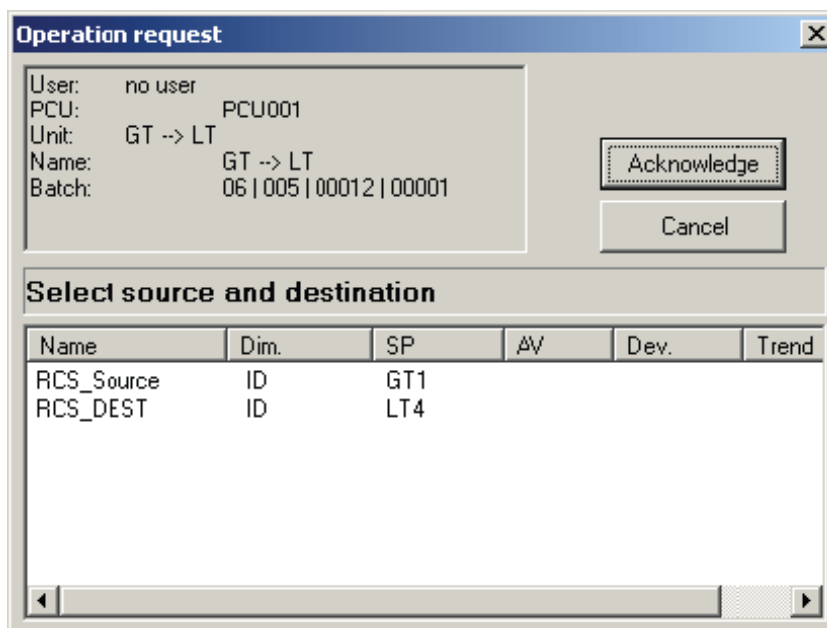 Operation request
User: no user
PCU: PCU001
Unit: GT --> LT
Name: GT --> LT
Batch: 06 | 005 | 00012 | 00001
Acknowledge
Cancel
Select source and destination
Name Dim. SP AV Dev. Trend
RCS_Source ID GT1
RCS_DEST ID LT4